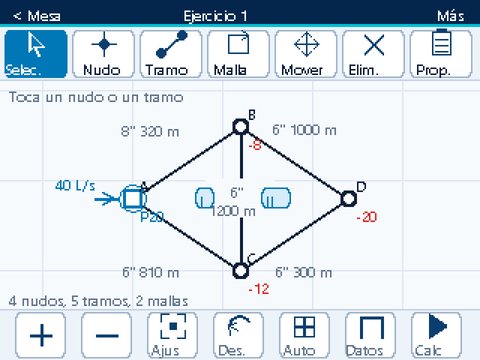 < Mesa Ejercicio 1 Más
Selec. Nudo Tramo Malla Mover Elim. Prop.
Toca un nudo o un tramo
B
8" 320 m 6" 1000 m
-8
40 L/s A 6" D
I II
P20 1200 m -20
C
6" 810 m 6" 300 m
-12
4 nudos, 5 tramos, 2 mallas
+ − Ajus Des. Auto Datos Calc